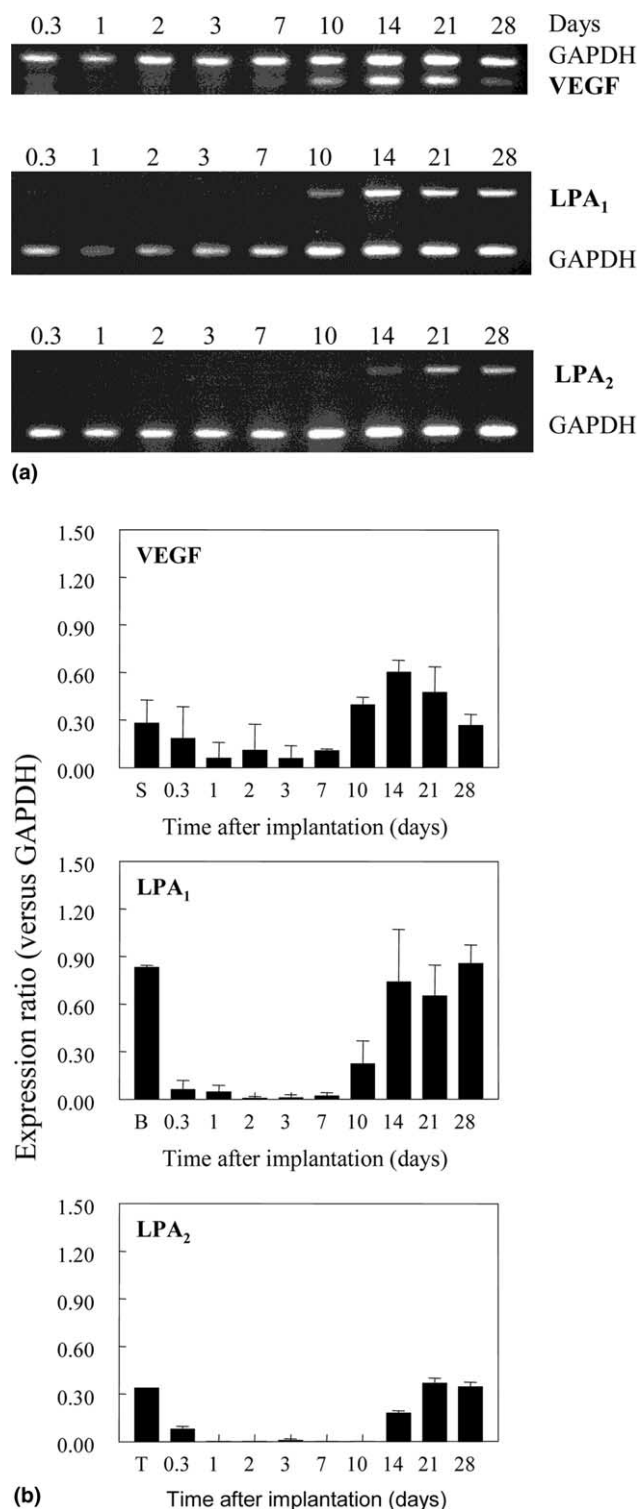 0.3 1 2 3 7 10 14 21 28 Days
GAPDH
VEGF
0.3 1 2 3 7 10 14 21 28
LPA₁
GAPDH
0.3 1 2 3 7 10 14 21 28
LPA₂
GAPDH
(a)
Expression ratio (versus GAPDH)
VEGF
1.50
1.20
0.90
0.60
0.30
0.00
S 0.3 1 2 3 7 10 14 21 28
Time after implantation (days)
LPA₁
1.50
1.20
0.90
0.60
0.30
0.00
B 0.3 1 2 3 7 10 14 21 28
Time after implantation (days)
LPA₂
1.50
1.20
0.90
0.60
0.30
0.00
T 0.3 1 2 3 7 10 14 21 28
Time after implantation (days)
(b)